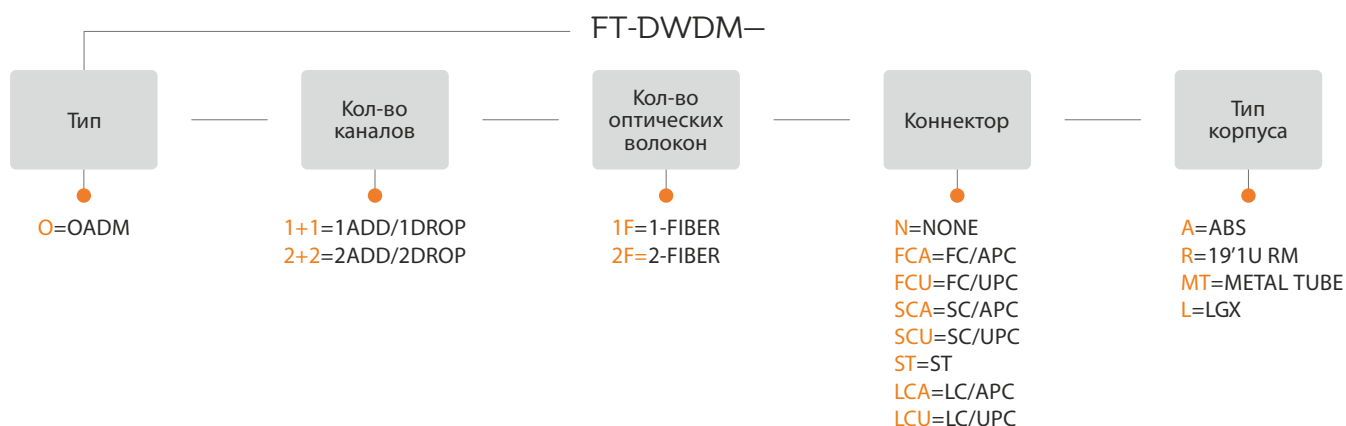 FT-DWDM—
Тип
Кол-во
каналов
Кол-во
оптических
волокон
Коннектор
Тип
корпуса
O=OADM
1+1=1ADD/1DROP
2+2=2ADD/2DROP
1F=1-FIBER
2F=2-FIBER
N=NONE
FCA=FC/APC
FCU=FC/UPC
SCA=SC/APC
SCU=SC/UPC
ST=ST
LCA=LC/APC
LCU=LC/UPC
A=ABS
R=19'1U RM
MT=METAL TUBE
L=LGX